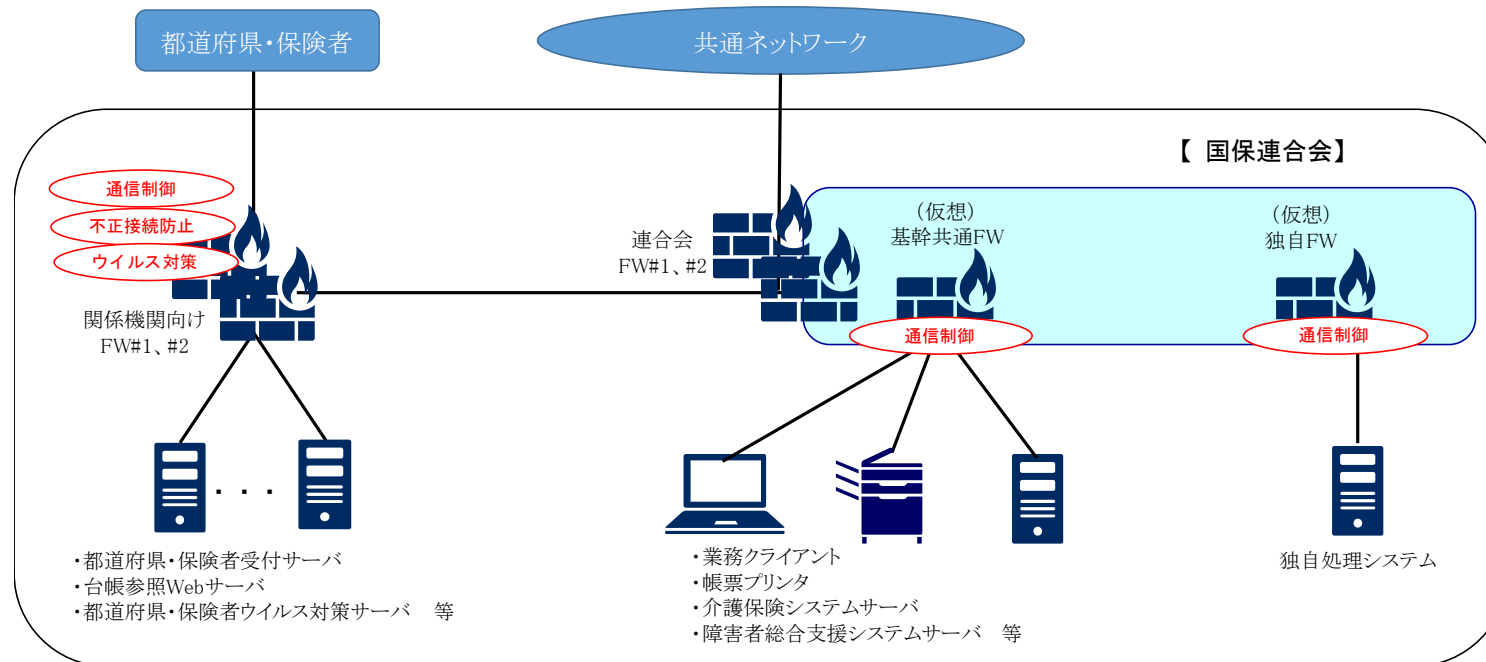 都道府県・保険者
共通ネットワーク
【 国保連合会】
通信制御
不正接続防止
ウイルス対策
関係機関向け
FW#1、#2
連合会
FW#1、#2
（仮想）
基幹共通FW
通信制御
（仮想）
独自FW
通信制御
・・・
・都道府県・保険者受付サーバ
・台帳参照Webサーバ
・都道府県・保険者ウイルス対策サーバ　等
・業務クライアント
・帳票プリンタ
・介護保険システムサーバ
・障害者総合支援システムサーバ　等
独自処理システム